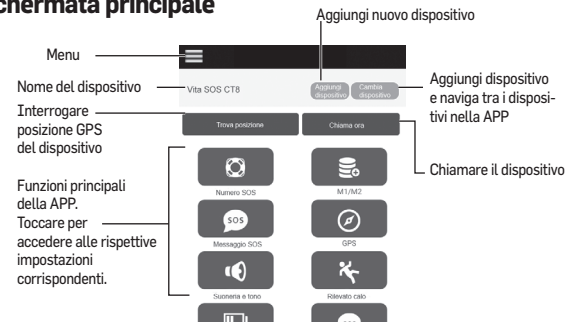 chermata principale
Aggiungi nuovo dispositivo
Menu
Nome del dispositivo
Vita SOS CT8
Aggiungi
dispositivo
Cambia
dispositivo
Aggiungi dispositivo
e naviga tra i disposi-
tivi nella APP
Interrogare
posizione GPS
del dispositivo
Trova posizione
Chiama ora
Chiamare il dispositivo
Funzioni principali
della APP.
Toccare per
accedere alle rispettive
impostazioni
corrispondenti.
Numero SOS
M1/M2
SOS
Messaggio SOS
GPS
Suoneria e tono
Rilevato calo